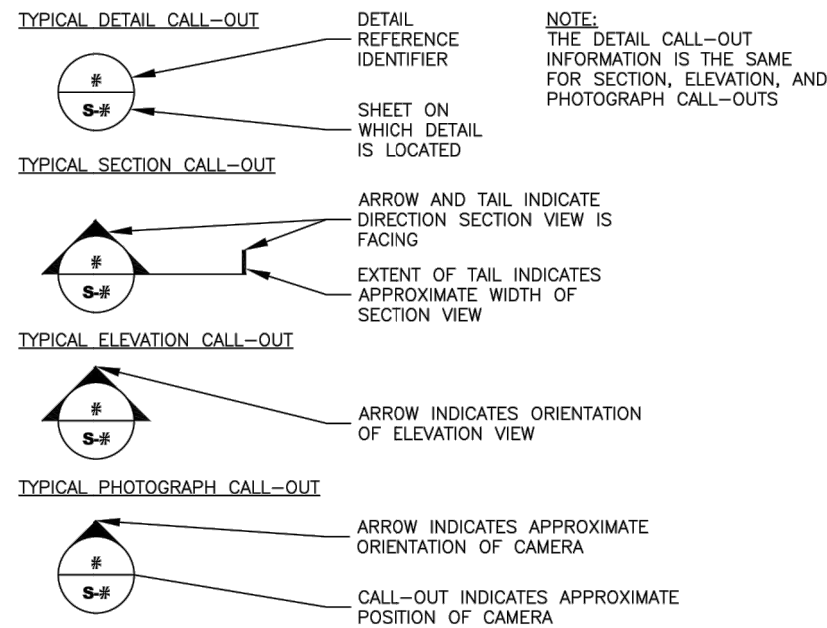 TYPICAL DETAIL CALL-OUT
#
S-#
DETAIL
REFERENCE
IDENTIFIER
SHEET ON
WHICH DETAIL
IS LOCATED
NOTE:
THE DETAIL CALL-OUT
INFORMATION IS THE SAME
FOR SECTION, ELEVATION, AND
PHOTOGRAPH CALL-OUTS
TYPICAL SECTION CALL-OUT
#
S-#
ARROW AND TAIL INDICATE
DIRECTION SECTION VIEW IS
FACING
EXTENT OF TAIL INDICATES
APPROXIMATE WIDTH OF
SECTION VIEW
TYPICAL ELEVATION CALL-OUT
#
S-#
ARROW INDICATES ORIENTATION
OF ELEVATION VIEW
TYPICAL PHOTOGRAPH CALL-OUT
#
S-#
ARROW INDICATES APPROXIMATE
ORIENTATION OF CAMERA
CALL-OUT INDICATES APPROXIMATE
POSITION OF CAMERA